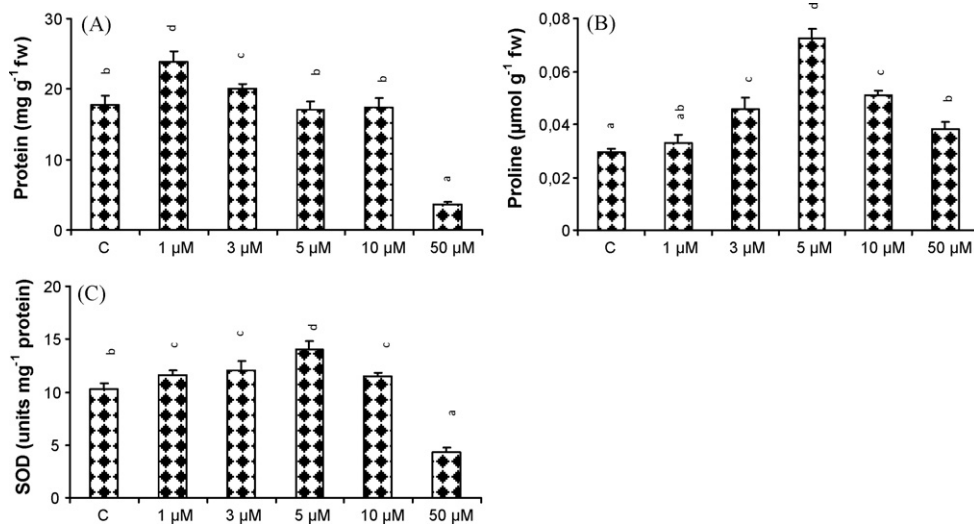 (A)
Protein (mg g⁻¹ fw)
30
20
10
0
b d c b b a
C 1 µM 3 µM 5 µM 10 µM 50 µM
(B)
Proline (µmol g⁻¹ fw)
0,08
0,06
0,04
0,02
0,00
a ab c d c b
C 1 µM 3 µM 5 µM 10 µM 50 µM
(C)
SOD (units mg⁻¹ protein)
20
15
10
5
0
b c c d c a
C 1 µM 3 µM 5 µM 10 µM 50 µM